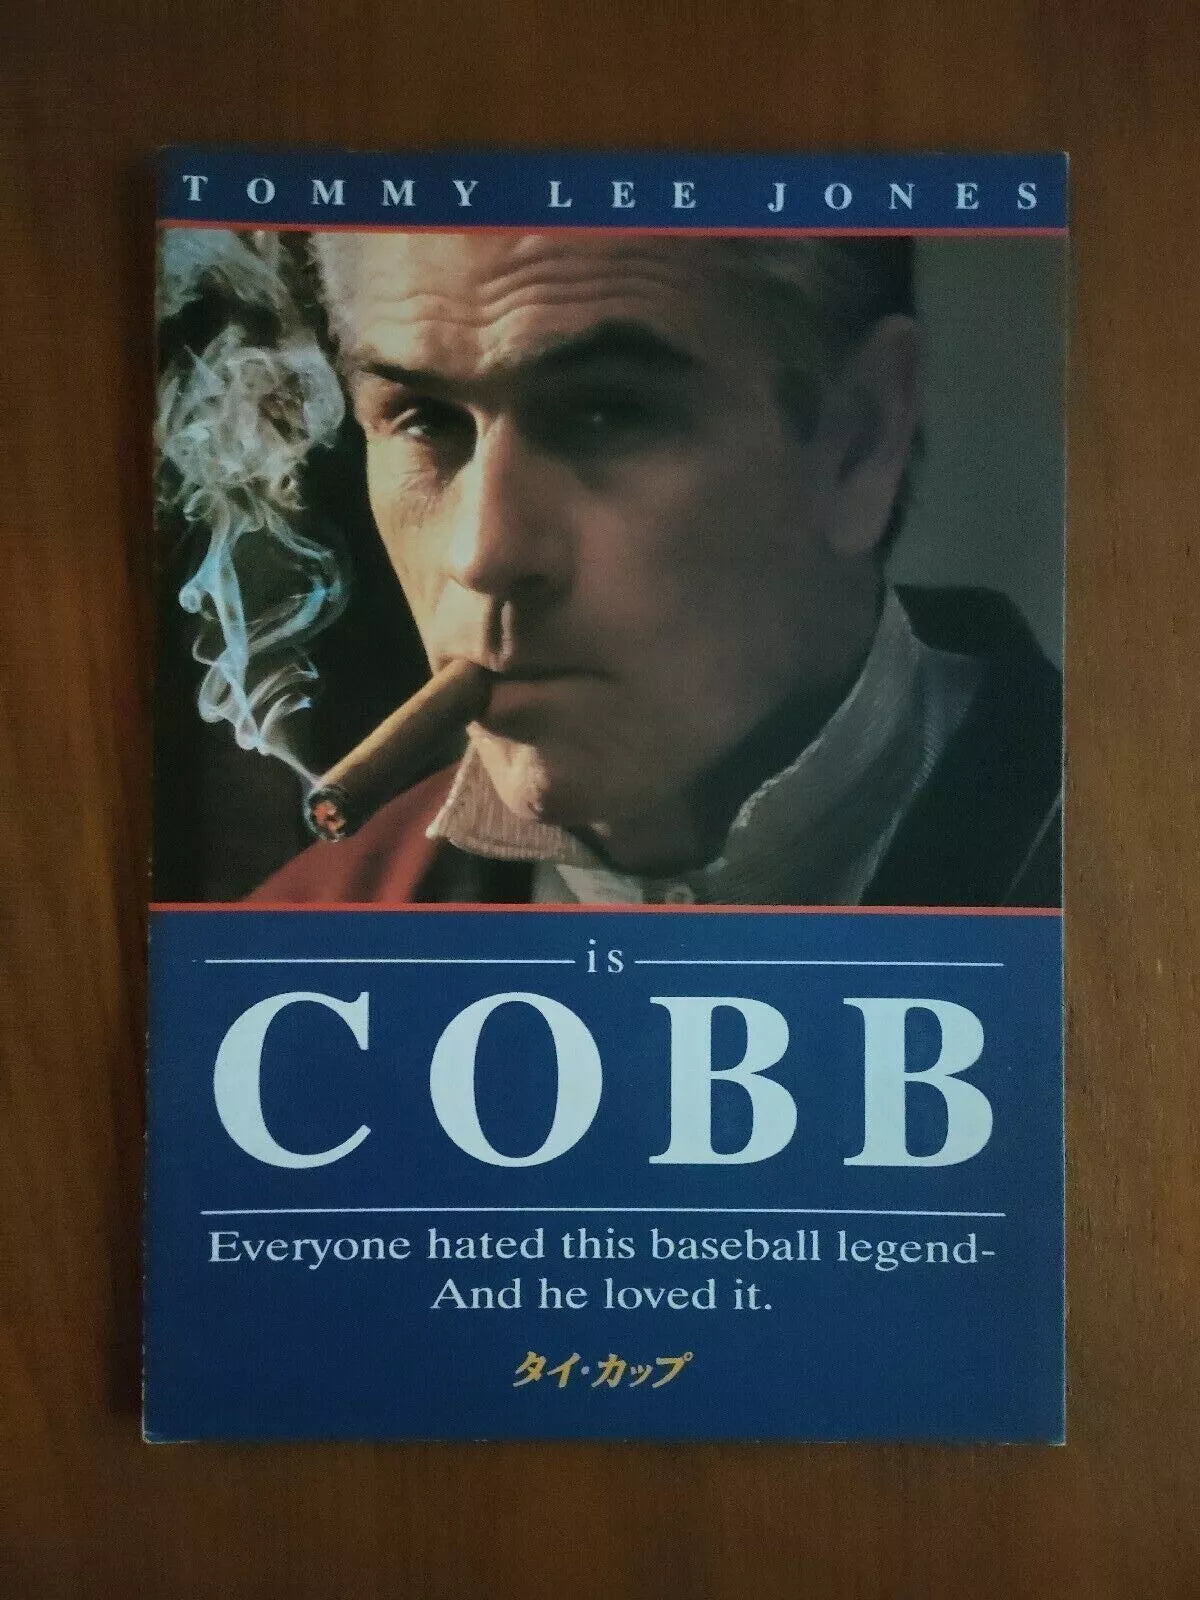 TOMMY LEE JONES
is
COBB
Everyone hated this baseball legend-
And he loved it.
タイ・カップ